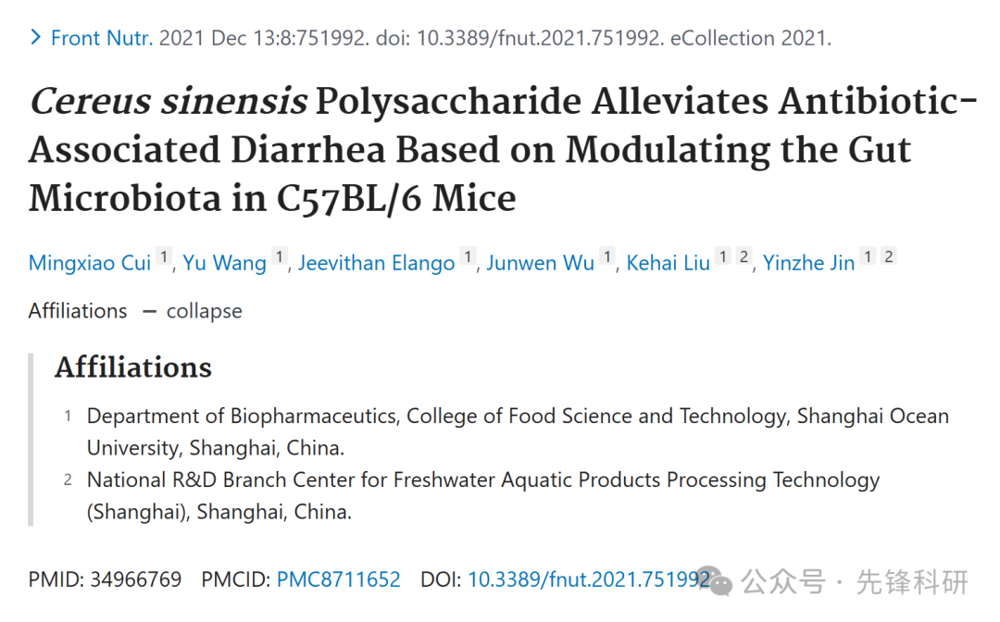 Front Nutr. 2021 Dec 13:8:751992. doi: 10.3389/fnut.2021.751992. eCollection 2021.
Cereus sinensis Polysaccharide Alleviates Antibiotic-
Associated Diarrhea Based on Modulating the Gut
Microbiota in C57BL/6 Mice
Mingxiao Cui 1, Yu Wang 1, Jeevithan Elango 1, Junwen Wu 1, Kehai Liu 1 2, Yinzhe Jin 1 2
Affiliations – collapse
Affiliations
1 Department of Biopharmaceutics, College of Food Science and Technology, Shanghai Ocean
University, Shanghai, China.
2 National R&D Branch Center for Freshwater Aquatic Products Processing Technology
(Shanghai), Shanghai, China.
PMID: 34966769 PMCID: PMC8711652 DOI: 10.3389/fnut.2021.751992
公众号 · 先锋科研